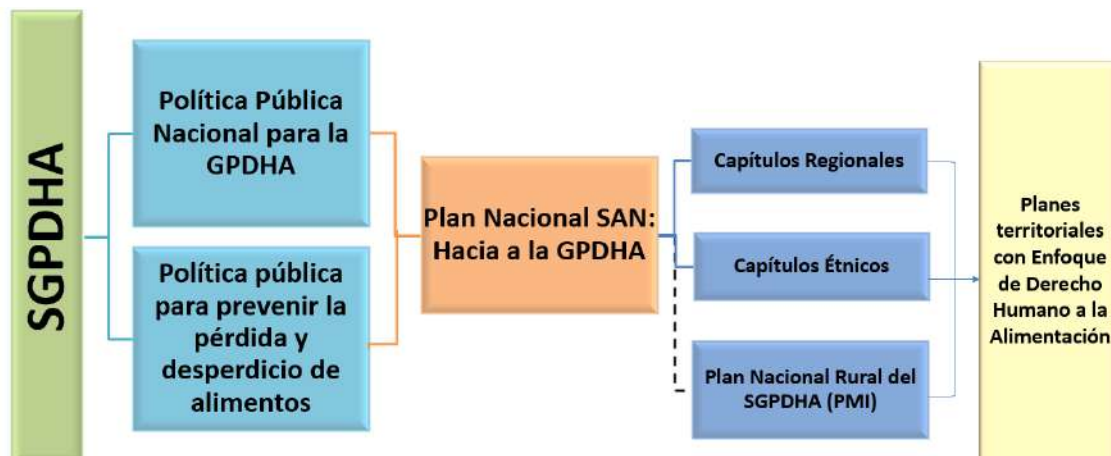 SGPDHA
Política Pública
Nacional para la
GPDHA
Política pública
para prevenir la
pérdida y
desperdicio de
alimentos
Plan Nacional SAN:
Hacia a la GPDHA
Capítulos Regionales
Capítulos Étnicos
Plan Nacional Rural del
SGPDHA (PMI)
Planes
territoriales
con Enfoque
de Derecho
Humano a la
Alimentación